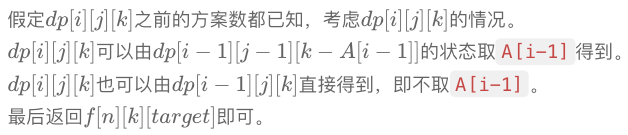 假定dp[i][j][k]之前的方案数都已知，考虑dp[i][j][k]的情况。
dp[i][j][k]可以由dp[i−1][j−1][k−A[i−1]]的状态取 A[i-1] 得到。
dp[i][j][k]也可以由dp[i−1][j][k]直接得到，即不取 A[i-1] 。
最后返回f[n][k][target]即可。